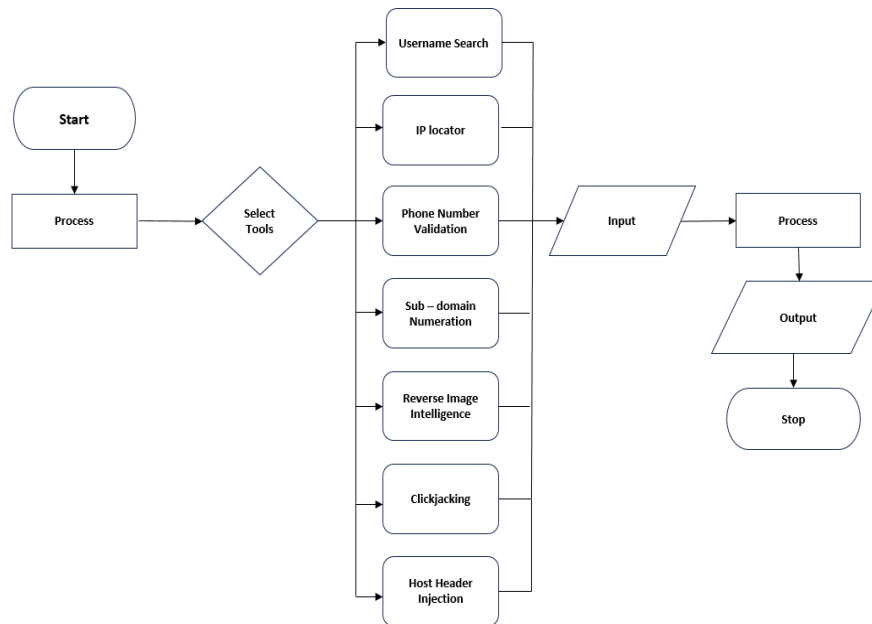 Start
Process
Select
Tools
Username Search
IP locator
Phone Number
Validation
Sub – domain
Numeration
Reverse Image
Intelligence
Clickjacking
Host Header
Injection
Input
Process
Output
Stop